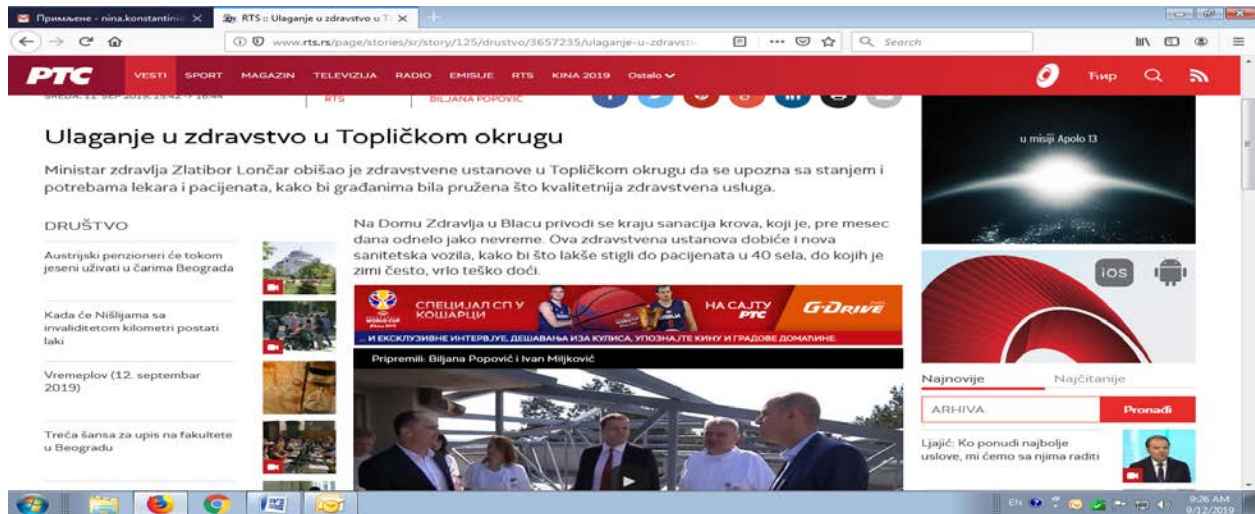 Примљене - nina.konstantini
RTS :: Ulaganje u zdravstvo u T
www.rts.rs/page/stories/sr/story/125/drustvo/3657235/ulaganje-u-zdravstv
Search
РТС
VESTI SPORT MAGAZIN TELEVIZIJA RADIO EMISIJE RTS KINA 2019 Ostalo
Ћир
SREDA, 11. SEP 2019, 15:42 -> 16:44
RTS
BILJANA POPOVIĆ
Ulaganje u zdravstvo u Topličkom okrugu
Ministar zdravlja Zlatibor Lončar obišao je zdravstvene ustanove u Topličkom okrugu da se upozna sa stanjem i
potrebama lekara i pacijenata, kako bi građanima bila pružena što kvalitetnija zdravstvena usluga.
DRUŠTVO
Austrijski penzioneri će tokom
jeseni uživati u čarima Beograda
Kada će Nišlijama sa
invaliditetom kilometri postati
laki
Vremeplov (12. septembar
2019)
Treća šansa za upis na fakultete
u Beogradu
Na Domu Zdravlja u Blacu privodi se kraju sanacija krova, koji je, pre mesec
dana odnelo jako nevreme. Ova zdravstvena ustanova dobiće i nova
sanitetska vozila, kako bi što lakše stigli do pacijenata u 40 sela, do kojih je
zimi često, vrlo teško doći.
СПЕЦИЈАЛ СП У
КОШАРЦИ
НА САЈТУ
РТС
G-DRIVE
... И ЕКСКЛУЗИВНЕ ИНТЕРВЈУЕ, ДЕШАВАЊА ИЗА КУЛИСА, УПОЗНАЈТЕ КИНУ И ГРАДОВЕ ДОМАЋИНЕ.
Pripremili: Biljana Popović i Ivan Miljković
u misiji Apolo 13
iOS
Najnovije
Najčitanije
ARHIVA
Pronađi
Ljajić: Ko ponudi najbolje
uslove, mi ćemo sa njima raditi
EN
9:26 AM
9/12/2019